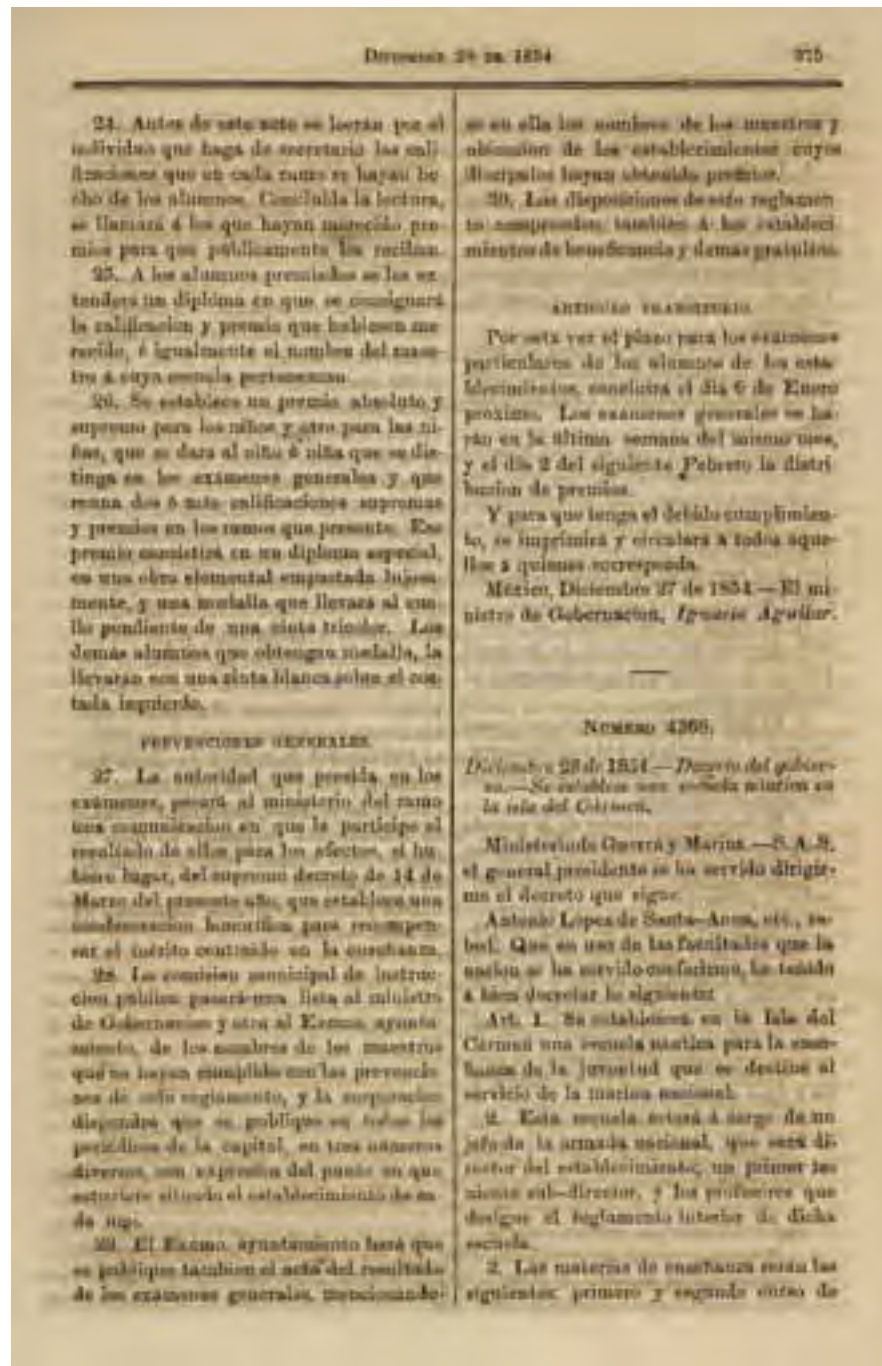 DICIEMBRE 28 DE 1854 375
24. Antes de este acto se leerán por el
individuo que haga de secretario las cali-
ficaciones que en cada ramo se hayan he-
cho de los alumnos. Concluida la lectura,
se llamará á los que hayan merecido pre-
mios para que públicamente los reciban.
25. A los alumnos premiados se les ex-
tenderá un diploma en que se consignará
la calificacion y premio que hubiesen me-
recido, é igualmente el nombre del maes-
tro á cuya escuela pertenezcan.
26. Se establece un premio absoluto y
supremo para los niños y otro para las ni-
ñas, que se dará al niño ó niña que se dis-
tinga en los exámenes generales y que
reuna dos ó más calificaciones supremas
y premios en los ramos que presente. Ese
premio consistirá en un diploma especial,
en una obra elemental empastada lujosa-
mente, y una medalla que llevará al cue-
llo pendiente de una cinta tricolor. Los
demás alumnos que obtengan medalla, la
llevarán con una cinta blanca sobre el cos-
tado izquierdo.
PREVENCIONES GENERALES.
27. La autoridad que presida en los
exámenes, pasará al ministerio del ramo
una comunicacion en que le participe el
resultado de ellos para los efectos, si hu-
biere lugar, del supremo decreto de 14 de
Marzo del presente año, que establece una
condecoracion honorífica para recompen-
sar el mérito contraido en la enseñanza.
28. La comision municipal de instruc-
cion pública pasará una lista al ministro
de Gobernacion y otra al Exmo. ayunta-
miento, de los nombres de los maestros
que no hayan cumplido con las prevencio-
nes de este reglamento, y la corporacion
dispondrá que se publique en todos los
periódicos de la capital, en tres números
diversos, con expresion del punto en que
estuviere situado el establecimiento de ca-
da uno.
29. El Exmo. ayuntamiento hará que
se publique tambien el acta del resultado
de los exámenes generales, mencionándo-
se en ella los nombres de los maestros y
ubicacion de los establecimientos cuyos
discípulos hayan obtenido premios.
30. Las disposiciones de este reglamen-
to comprenden tambien á los estableci-
mientos de beneficencia y demas gratuitos.
ARTICULO TRANSITORIO.
Por esta vez el plazo para los exámenes
particulares de los alumnos de los esta-
blecimientos, concluirá el dia 6 de Enero
próximo. Los exámenes generales se ha-
rán en la última semana del mismo mes,
y el dia 2 del siguiente Febrero la distri-
bucion de premios.
Y para que tenga el debido cumplimien-
to, se imprimirá y circulará á todos aque-
llos á quienes corresponda.
México, Diciembre 27 de 1854.—El mi-
nistro de Gobernacion, Ignacio Aguilar.
NUMERO 4366.
Diciembre 28 de 1854.—Decreto del gobier-
no.—Se establece una escuela náutica en
la isla del Cármen.
Ministerio de Guerra y Marina.—S. A. S.
el general presidente se ha servido dirigir-
me el decreto que sigue:
Antonio López de Santa-Anna, etc., sa-
bed: Que en uso de las facultades que la
nacion se ha servido conferirme, he tenido
á bien decretar lo siguiente:
Art. 1. Se establecerá en la Isla del
Cármen una escuela náutica para la ense-
ñanza de la juventud que se destine al
servicio de la marina nacional.
2. Esta escuela estará á cargo de un
jefe de la armada nacional, que será di-
rector del establecimiento; un primer te-
niente sub-director, y los profesores que
designe el reglamento interior de dicha
escuela.
3. Las materias de enseñanza serán las
siguientes: primero y segundo curso de